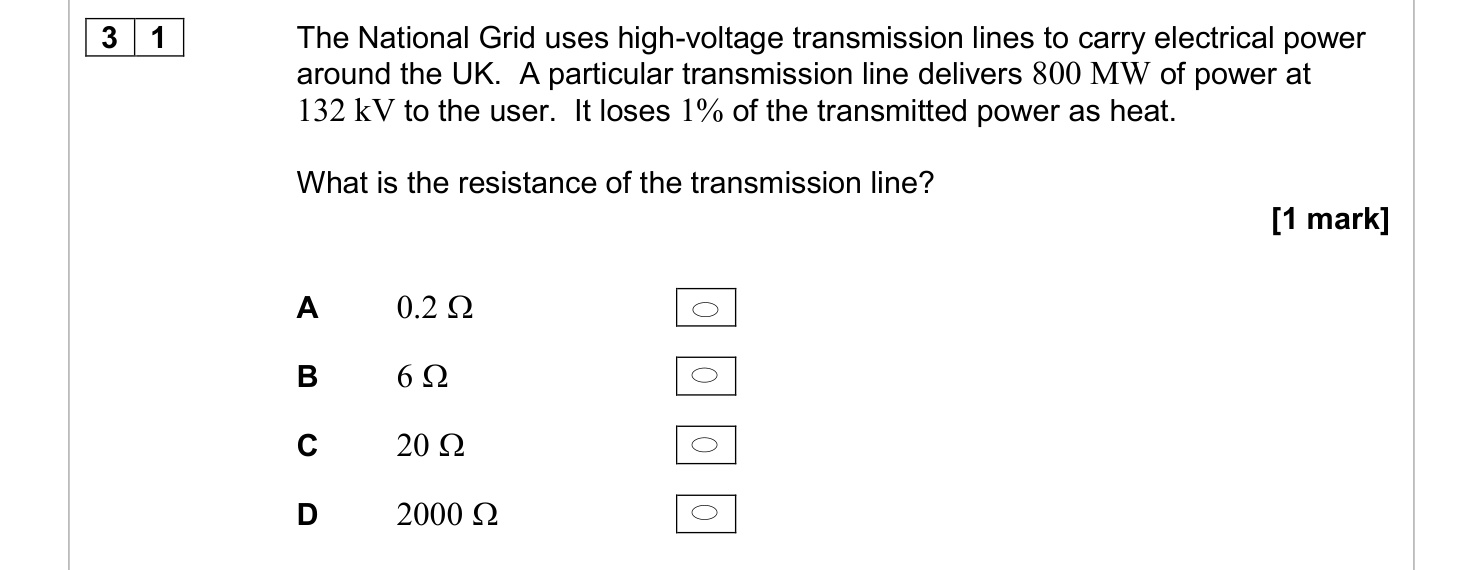 3 1 The National Grid uses high-voltage transmission lines to carry electrical power
around the UK. A particular transmission line delivers 800 MW of power at
132 kV to the user. It loses 1% of the transmitted power as heat.
What is the resistance of the transmission line?
[1 mark]
A 0.2 Ω
B 6 Ω
C 20 Ω
D 2000 Ω